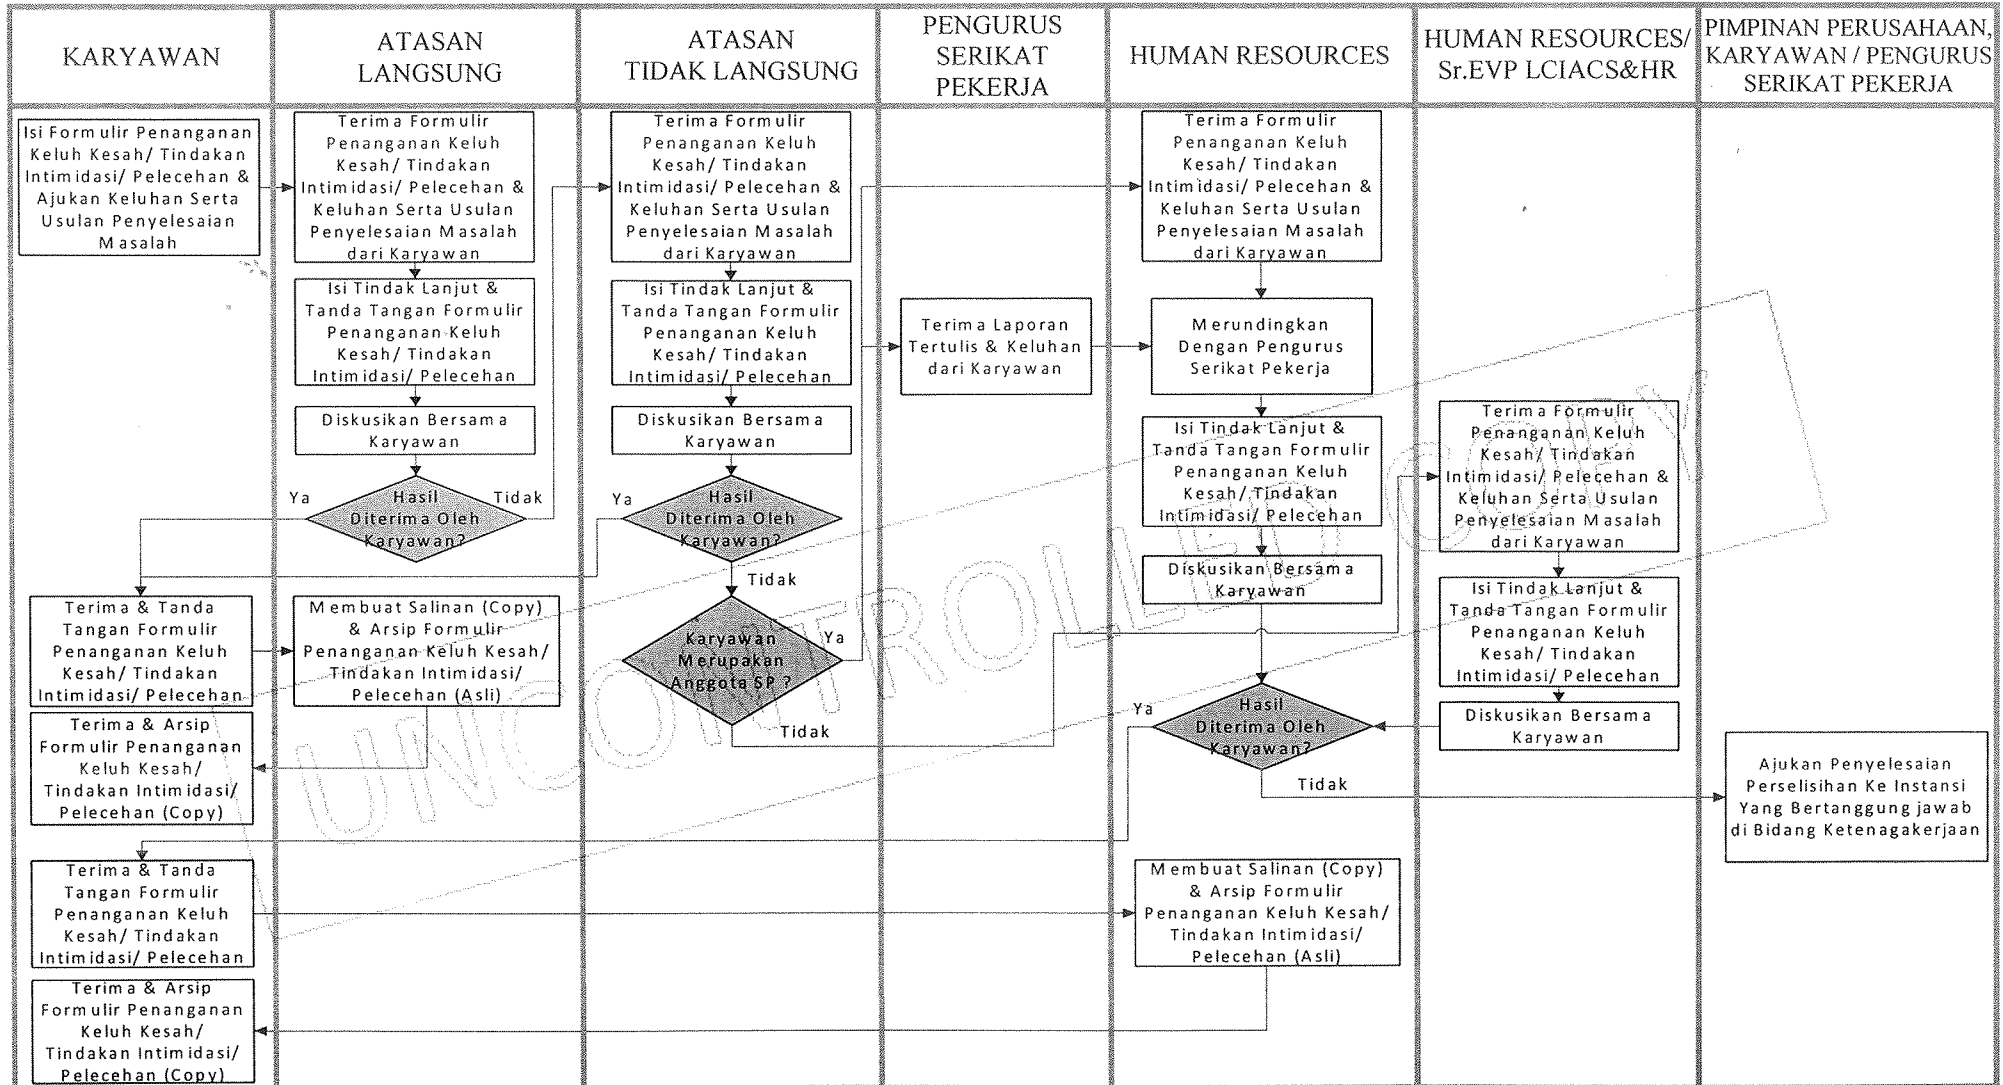 KARYAWAN
ATASAN
LANGSUNG
ATASAN
TIDAK LANGSUNG
PENGURUS
SERIKAT
PEKERJA
HUMAN RESOURCES
HUMAN RESOURCES/
Sr.EVP LCIACS&HR
PIMPINAN PERUSAHAAN,
KARYAWAN / PENGURUS
SERIKAT PEKERJA
Isi Formulir Penanganan
Keluh Kesah/ Tindakan
Intimidasi/ Pelecehan &
Ajukan Keluhan Serta
Usulan Penyelesaian
Masalah
Terima Formulir
Penanganan Keluh
Kesah/ Tindakan
Intimidasi/ Pelecehan &
Keluhan Serta Usulan
Penyelesaian Masalah
dari Karyawan
Isi Tindak Lanjut &
Tanda Tangan Formulir
Penanganan Keluh
Kesah/ Tindakan
Intimidasi/ Pelecehan
Diskusikan Bersama
Karyawan
Ya
Hasil
Diterima Oleh
Karyawan?
Tidak
Terima Formulir
Penanganan Keluh
Kesah/ Tindakan
Intimidasi/ Pelecehan &
Keluhan Serta Usulan
Penyelesaian Masalah
dari Karyawan
Isi Tindak Lanjut &
Tanda Tangan Formulir
Penanganan Keluh
Kesah/ Tindakan
Intimidasi/ Pelecehan
Diskusikan Bersama
Karyawan
Ya
Hasil
Diterima Oleh
Karyawan?
Tidak
Karyawan
Merupakan
Anggota SP ?
Ya
Tidak
Terima Laporan
Tertulis & Keluhan
dari Karyawan
Terima Formulir
Penanganan Keluh
Kesah/ Tindakan
Intimidasi/ Pelecehan &
Keluhan Serta Usulan
Penyelesaian Masalah
dari Karyawan
Merundingkan
Dengan Pengurus
Serikat Pekerja
Isi Tindak Lanjut &
Tanda Tangan Formulir
Penanganan Keluh
Kesah/ Tindakan
Intimidasi/ Pelecehan
Diskusikan Bersama
Karyawan
Ya
Hasil
Diterima Oleh
Karyawan?
Tidak
Terima Formulir
Penanganan Keluh
Kesah/ Tindakan
Intimidasi/ Pelecehan &
Keluhan Serta Usulan
Penyelesaian Masalah
dari Karyawan
Isi Tindak Lanjut &
Tanda Tangan Formulir
Penanganan Keluh
Kesah/ Tindakan
Intimidasi/ Pelecehan
Diskusikan Bersama
Karyawan
Ajukan Penyelesaian
Perselisihan Ke Instansi
Yang Bertanggung jawab
di Bidang Ketenagakerjaan
Terima & Tanda
Tangan Formulir
Penanganan Keluh
Kesah/ Tindakan
Intimidasi/ Pelecehan
Membuat Salinan (Copy)
& Arsip Formulir
Penanganan Keluh Kesah/
Tindakan Intimidasi/
Pelecehan (Asli)
Terima & Arsip
Formulir Penanganan
Keluh Kesah/
Tindakan Intimidasi/
Pelecehan (Copy)
Terima & Tanda
Tangan Formulir
Penanganan Keluh
Kesah/ Tindakan
Intimidasi/ Pelecehan
Membuat Salinan (Copy)
& Arsip Formulir
Penanganan Keluh Kesah/
Tindakan Intimidasi/
Pelecehan (Asli)
Terima & Arsip
Formulir Penanganan
Keluh Kesah/
Tindakan Intimidasi/
Pelecehan (Copy)
UNCONTROLLED COPY